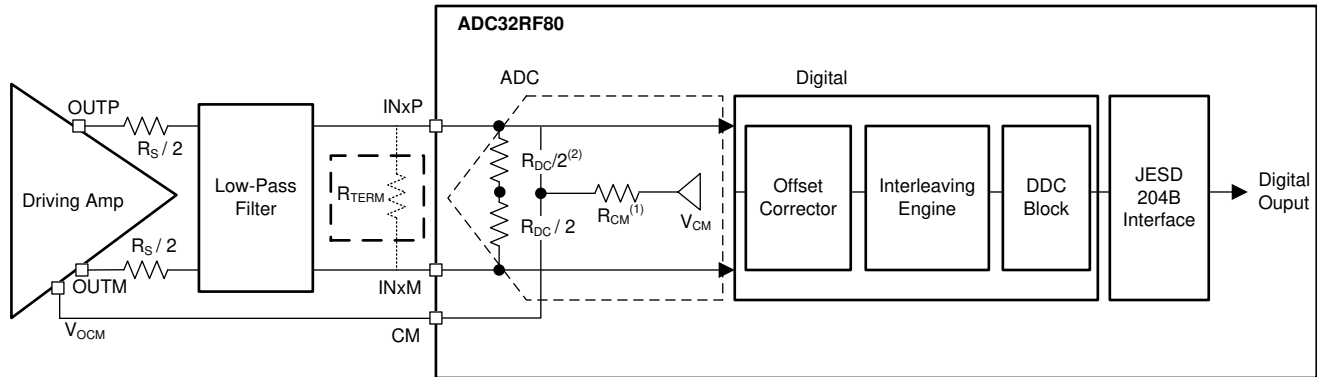 ADC32RF80
ADC
Digital
OUTP
INxP
R_S / 2
R_DC/2^(2)
Driving Amp
Low-Pass
Filter
R_TERM
R_CM^(1)
V_CM
Offset
Corrector
Interleaving
Engine
DDC
Block
JESD
204B
Interface
Digital
Ouput
R_DC / 2
R_S / 2
OUTM
INxM
V_OCM
CM